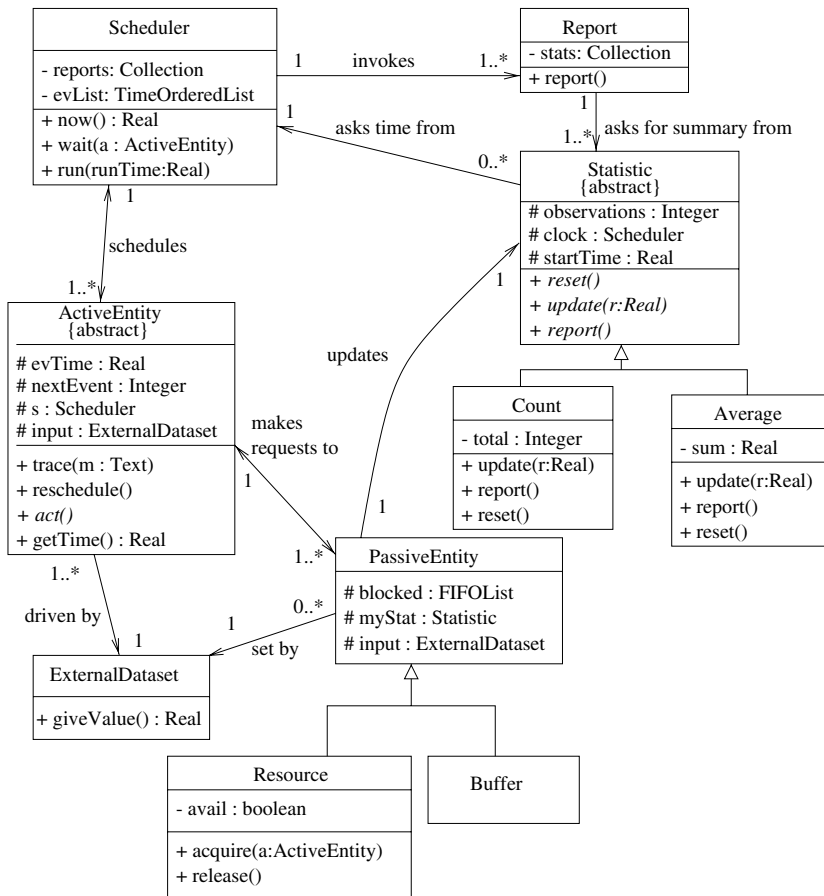 Scheduler
- reports: Collection
- evList: TimeOrderedList
+ now() : Real
+ wait(a : ActiveEntity)
+ run(runTime:Real)
1
invokes
1..*
Report
- stats: Collection
+ report()
1
asks for summary from
1..*
1
asks time from
0..*
Statistic
{abstract}
# observations : Integer
# clock : Scheduler
# startTime : Real
+ reset()
+ update(r:Real)
+ report()
1
schedules
1..*
ActiveEntity
{abstract}
# evTime : Real
# nextEvent : Integer
# s : Scheduler
# input : ExternalDataset
+ trace(m : Text)
+ reschedule()
+ act()
+ getTime() : Real
1
updates
1
makes
requests to
1
1..*
Count
- total : Integer
+ update(r:Real)
+ report()
+ reset()
Average
- sum : Real
+ update(r:Real)
+ report()
+ reset()
PassiveEntity
# blocked : FIFOList
# myStat : Statistic
# input : ExternalDataset
1..*
driven by
1
0..*
1
set by
ExternalDataset
+ giveValue() : Real
Resource
- avail : boolean
+ acquire(a:ActiveEntity)
+ release()
Buffer